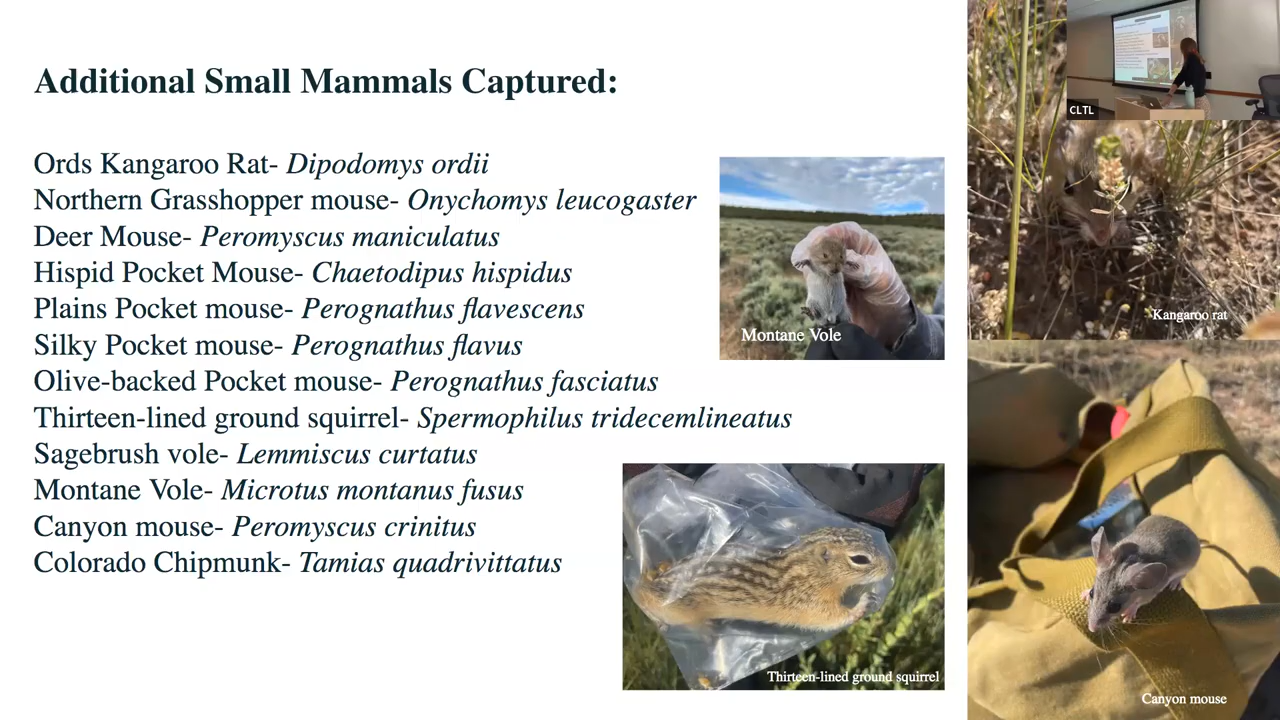 Additional Small Mammals Captured:
Ords Kangaroo Rat- Dipodomys ordii
Northern Grasshopper mouse- Onychomys leucogaster
Deer Mouse- Peromyscus maniculatus
Hispid Pocket Mouse- Chaetodipus hispidus
Plains Pocket mouse- Perognathus flavescens
Silky Pocket mouse- Perognathus flavus
Olive-backed Pocket mouse- Perognathus fasciatus
Thirteen-lined ground squirrel- Spermophilus tridecemlineatus
Sagebrush vole- Lemmiscus curtatus
Montane Vole- Microtus montanus fusus
Canyon mouse- Peromyscus crinitus
Colorado Chipmunk- Tamias quadrivittatus
Montane Vole
Thirteen-lined ground squirrel
CLTL
Kangaroo rat
Canyon mouse